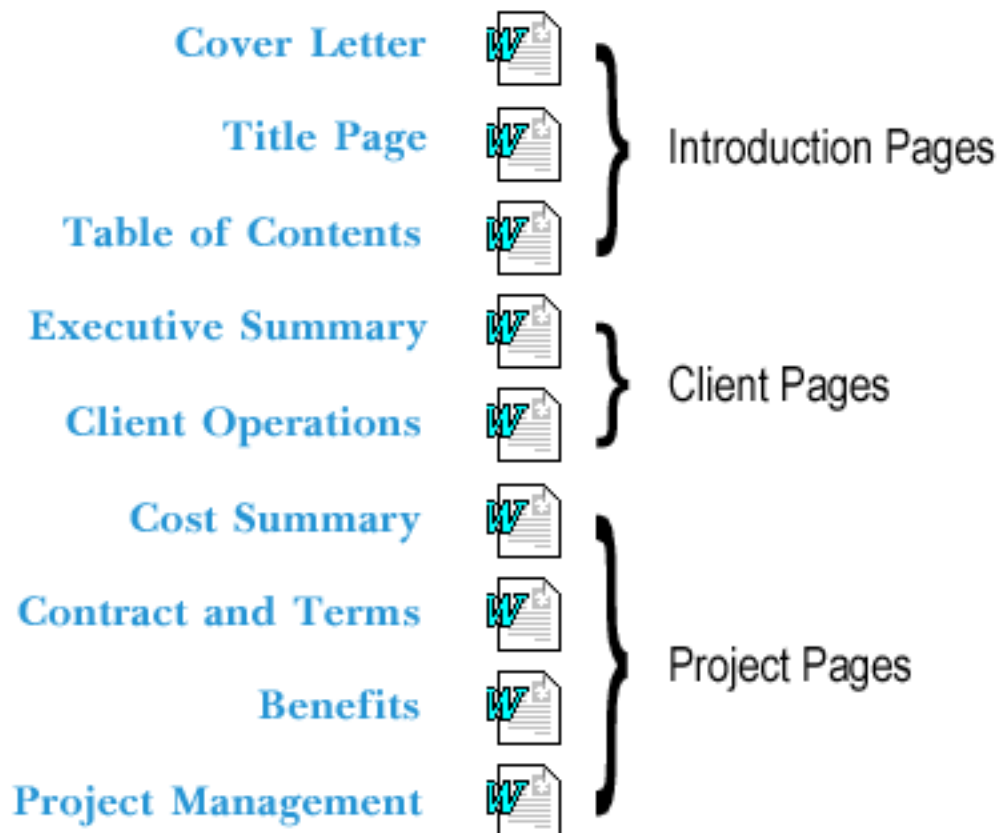 Cover Letter
Title Page
Table of Contents
Introduction Pages
Executive Summary
Client Operations
Client Pages
Cost Summary
Contract and Terms
Benefits
Project Management
Project Pages